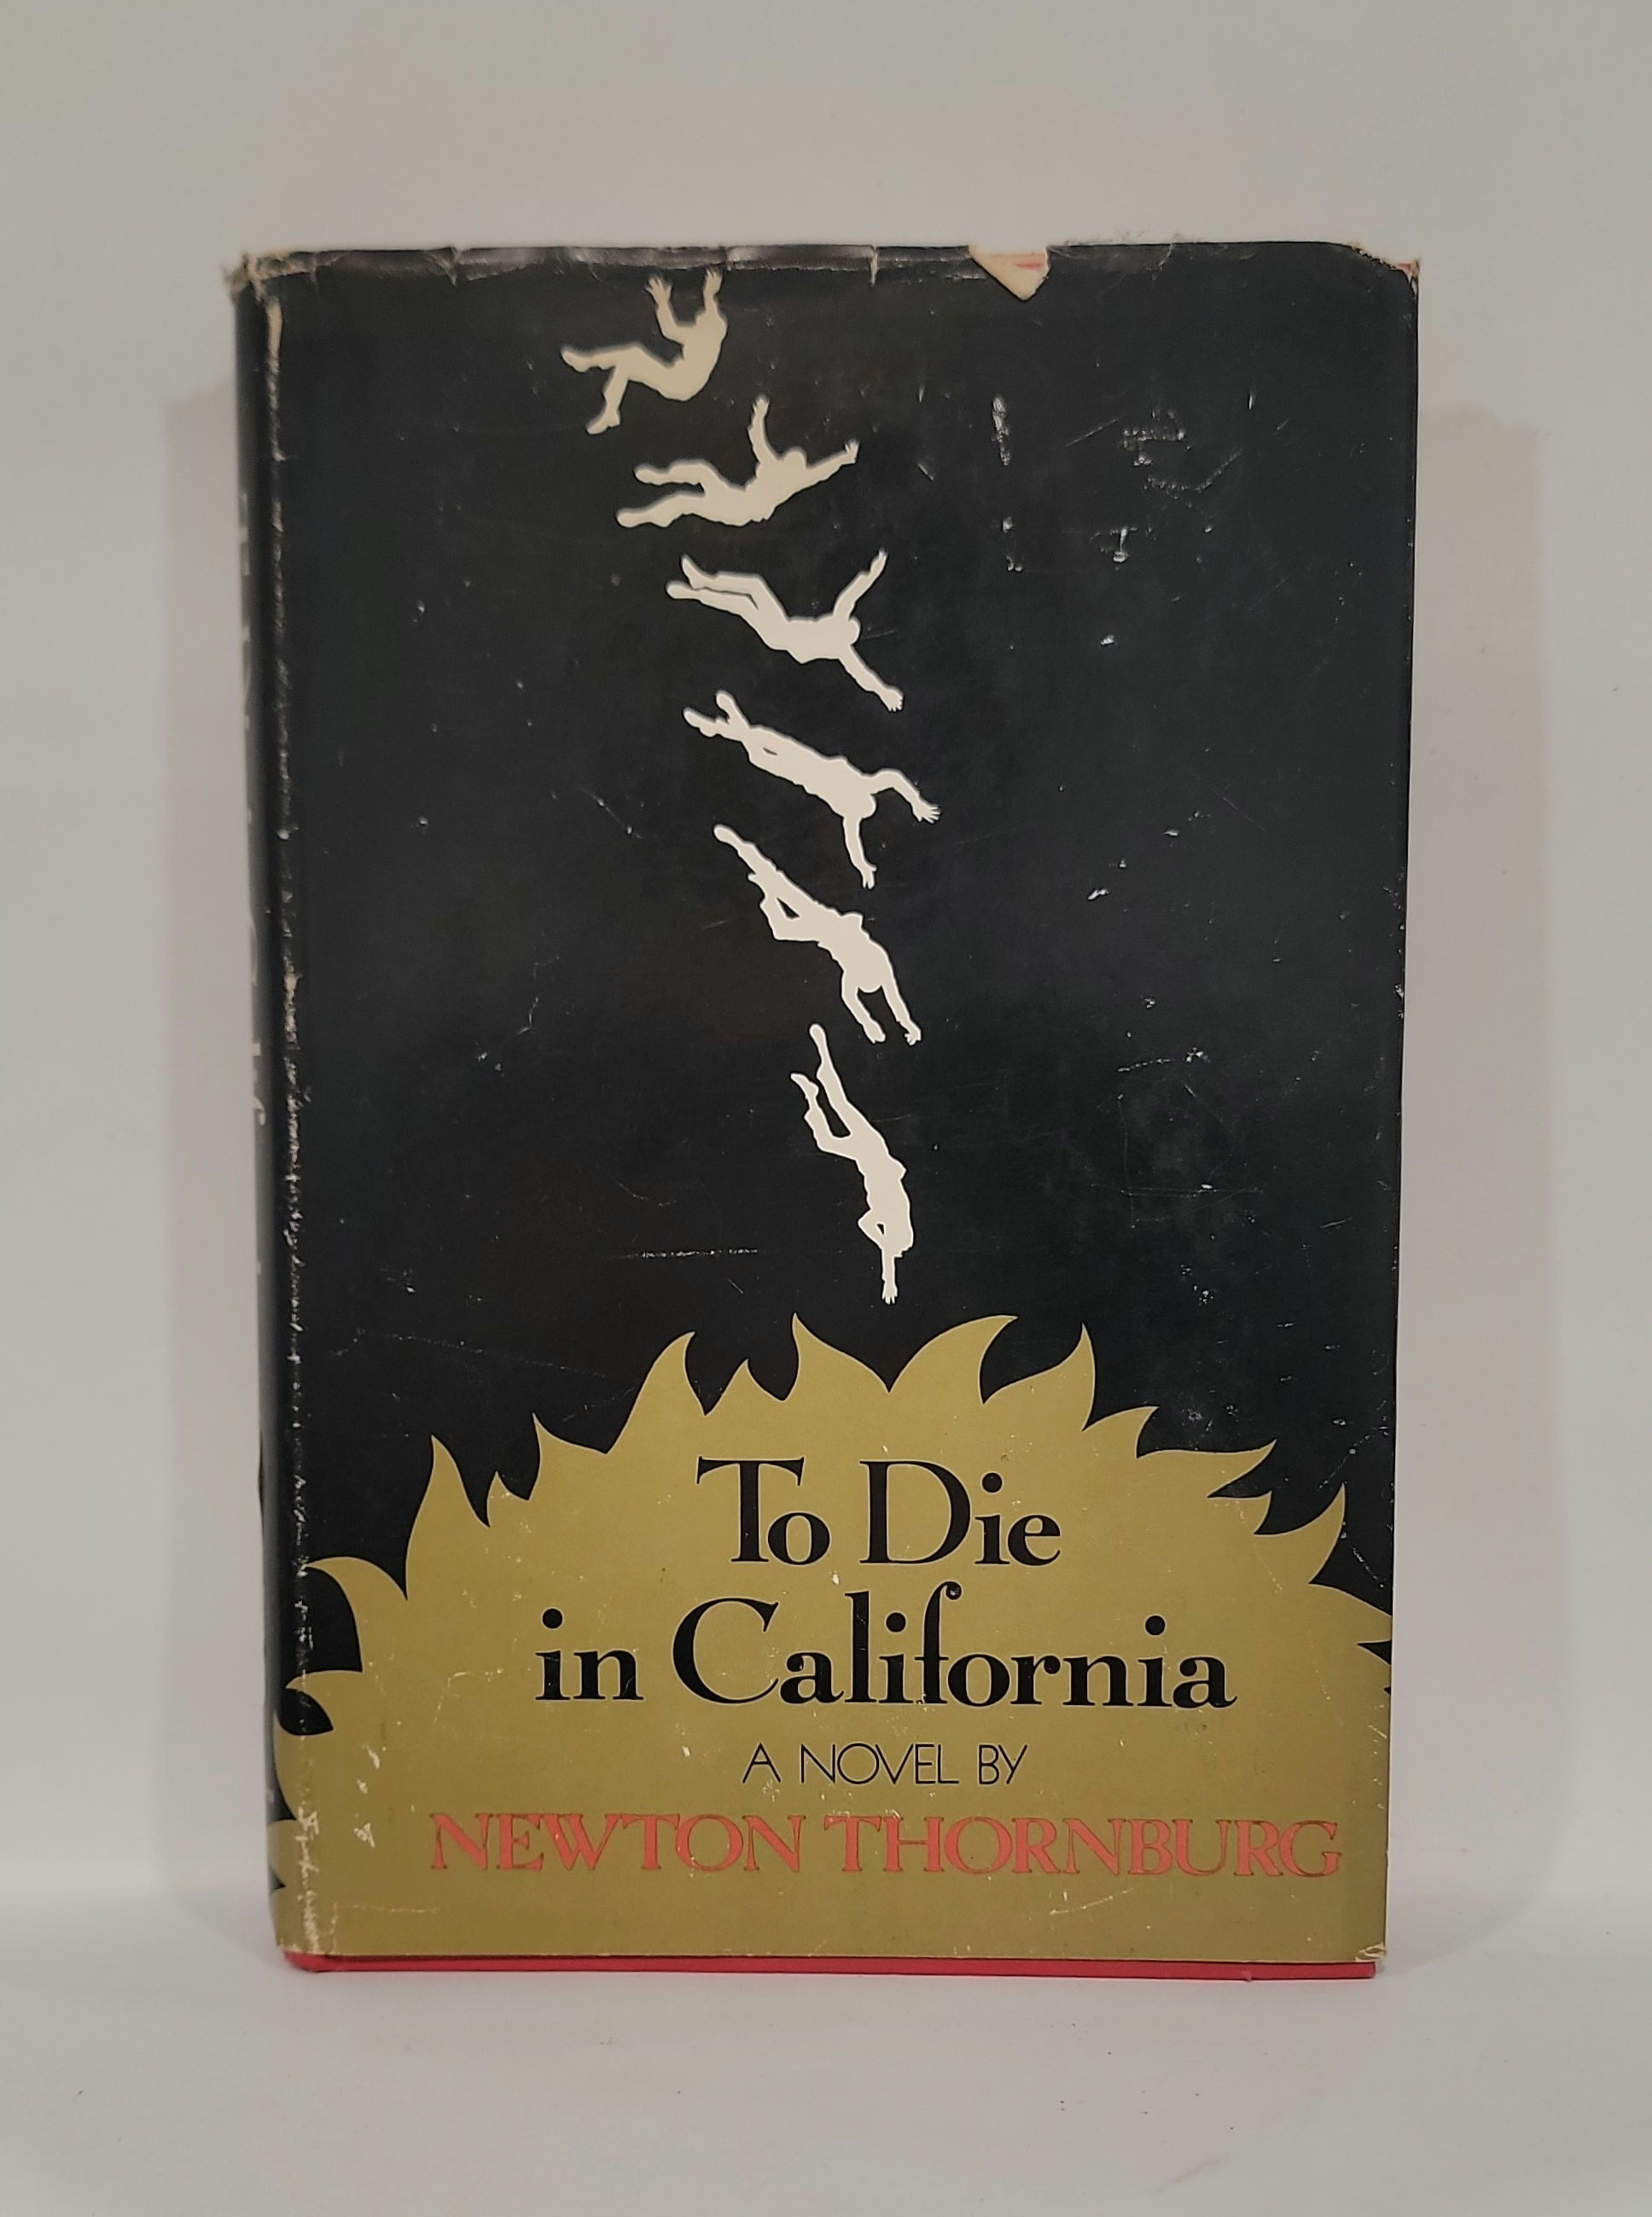 To Die
in California
A NOVEL BY
NEWTON THORNBURG